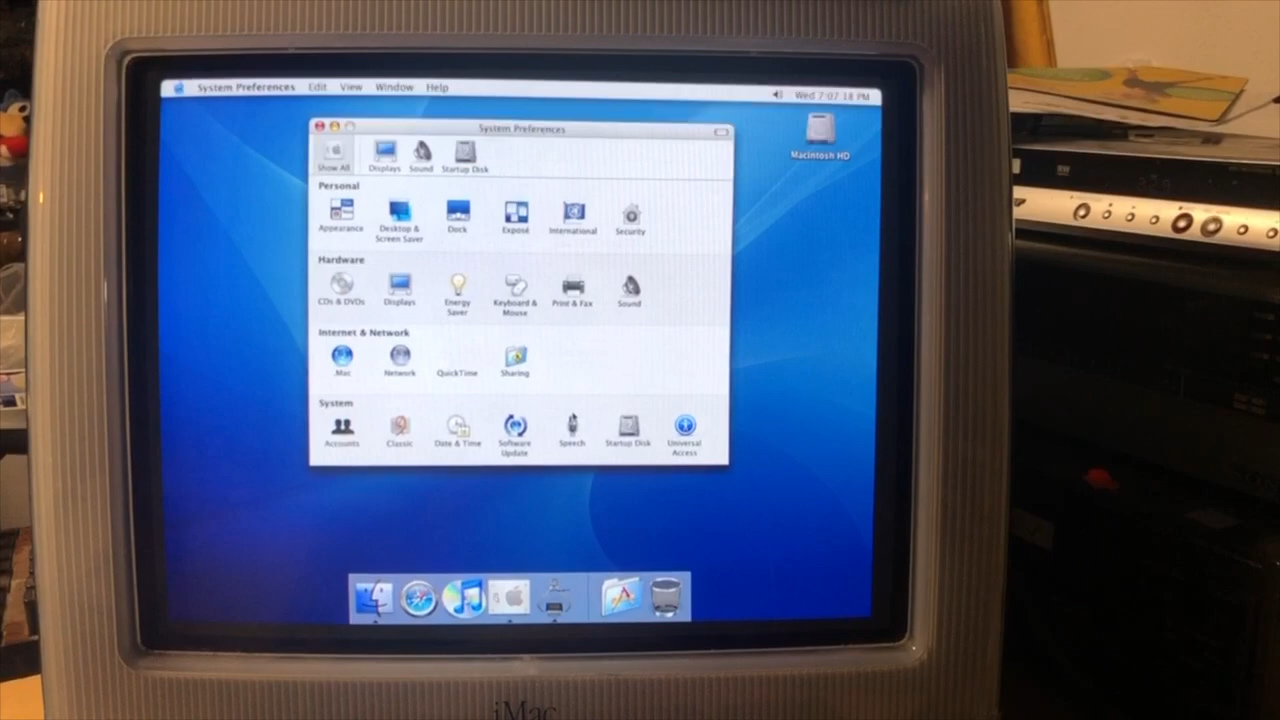 System Preferences Edit View Window Help
Wed 7:07:18 PM
System Preferences
Macintosh HD
Show All Displays Sound Startup Disk
Personal
Appearance Desktop & Screen Saver Dock Exposé International Security
Hardware
CDs & DVDs Displays Energy Saver Keyboard & Mouse Print & Fax Sound
Internet & Network
.Mac Network QuickTime Sharing
System
Accounts Classic Date & Time Software Update Speech Startup Disk Universal Access
iMac